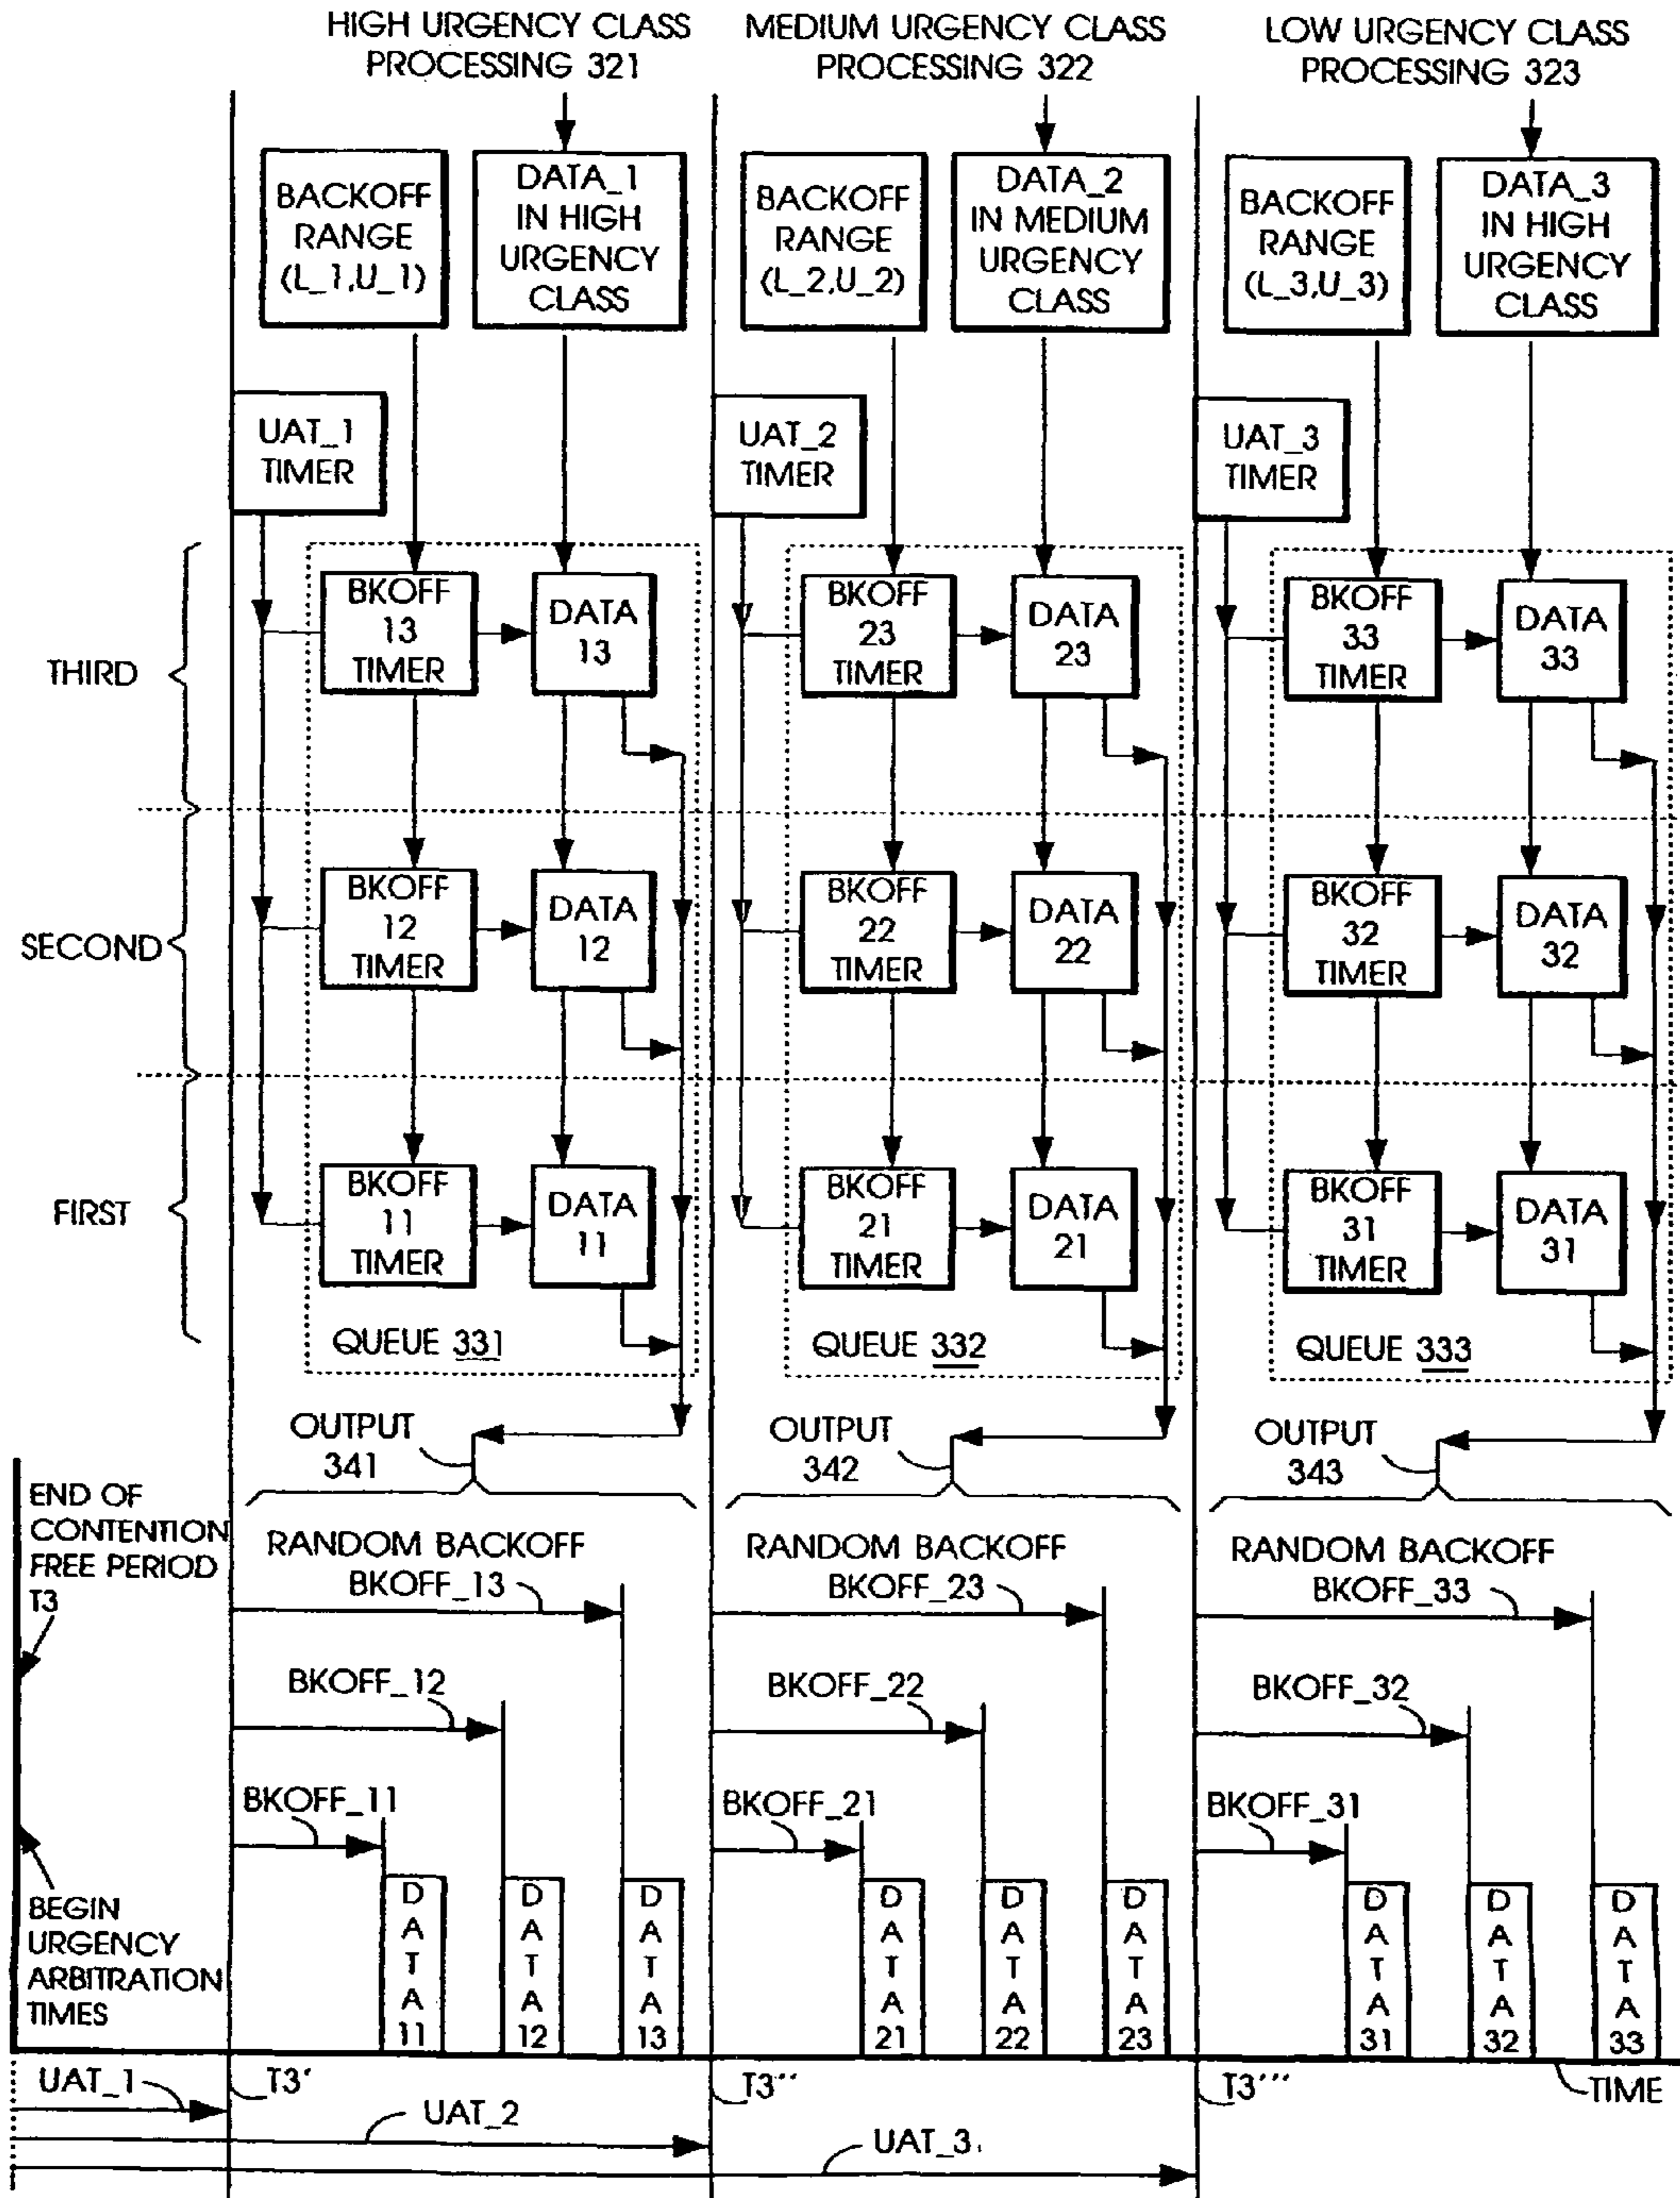 HIGH URGENCY CLASS
PROCESSING 321
MEDIUM URGENCY CLASS
PROCESSING 322
LOW URGENCY CLASS
PROCESSING 323
BACKOFF
RANGE
(L_1,U_1)
DATA_1
IN HIGH
URGENCY
CLASS
BACKOFF
RANGE
(L_2,U_2)
DATA_2
IN MEDIUM
URGENCY
CLASS
BACKOFF
RANGE
(L_3,U_3)
DATA_3
IN HIGH
URGENCY
CLASS
UAT_1
TIMER
UAT_2
TIMER
UAT_3
TIMER
THIRD
BKOFF
13
TIMER
DATA
13
BKOFF
23
TIMER
DATA
23
BKOFF
33
TIMER
DATA
33
SECOND
BKOFF
12
TIMER
DATA
12
BKOFF
22
TIMER
DATA
22
BKOFF
32
TIMER
DATA
32
FIRST
BKOFF
11
TIMER
DATA
11
BKOFF
21
TIMER
DATA
21
BKOFF
31
TIMER
DATA
31
QUEUE 331
QUEUE 332
QUEUE 333
OUTPUT
341
OUTPUT
342
OUTPUT
343
END OF
CONTENTION
FREE PERIOD
T3
RANDOM BACKOFF
BKOFF_13
RANDOM BACKOFF
BKOFF_23
RANDOM BACKOFF
BKOFF_33
BKOFF_12
BKOFF_22
BKOFF_32
BKOFF_11
BKOFF_21
BKOFF_31
BEGIN
URGENCY
ARBITRATION
TIMES
DATA 11
DATA 12
DATA 13
DATA 21
DATA 22
DATA 23
DATA 31
DATA 32
DATA 33
UAT_1
T3'
T3''
T3'''
TIME
UAT_2
UAT_3